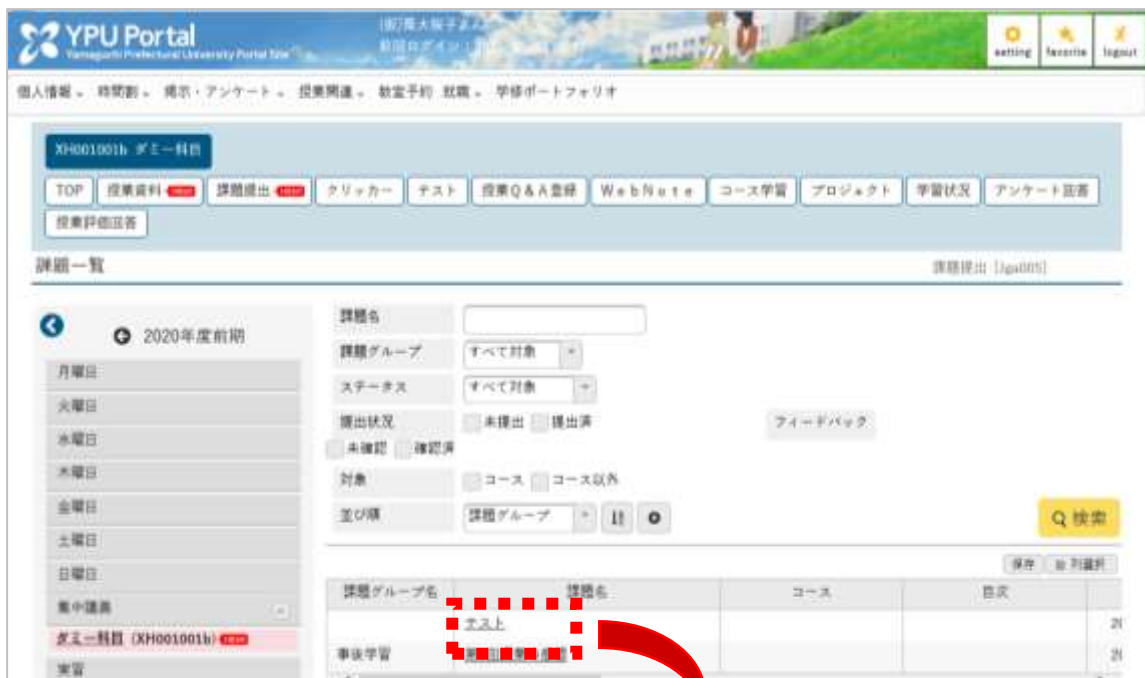 YPU Portal
Yamaguchi Prefectural University Portal Site
setting favorite logout
個人情報 時間割 掲示・アンケート 授業関連 教室予約 就職 学修ポートフォリオ
XH001001b ダミー科目
TOP 授業資料 NEW 課題提出 NEW クリッカー テスト 授業Q&A登録 WebNote コース学習 プロジェクト 学習状況 アンケート回答
授業評価回答
課題一覧 課題提出
2020年度前期
月曜日
火曜日
水曜日
木曜日
金曜日
土曜日
日曜日
集中講義
ダミー科目 (XH001001b) NEW
実習
課題名
課題グループ すべて対象
ステータス すべて対象
提出状況 未提出 提出済 フィードバック
未確認 確認済
対象 コース コース以外
並び順 課題グループ
検索
保存 列選択
課題グループ名 課題名 コース 目次
テスト 20
事後学習 20